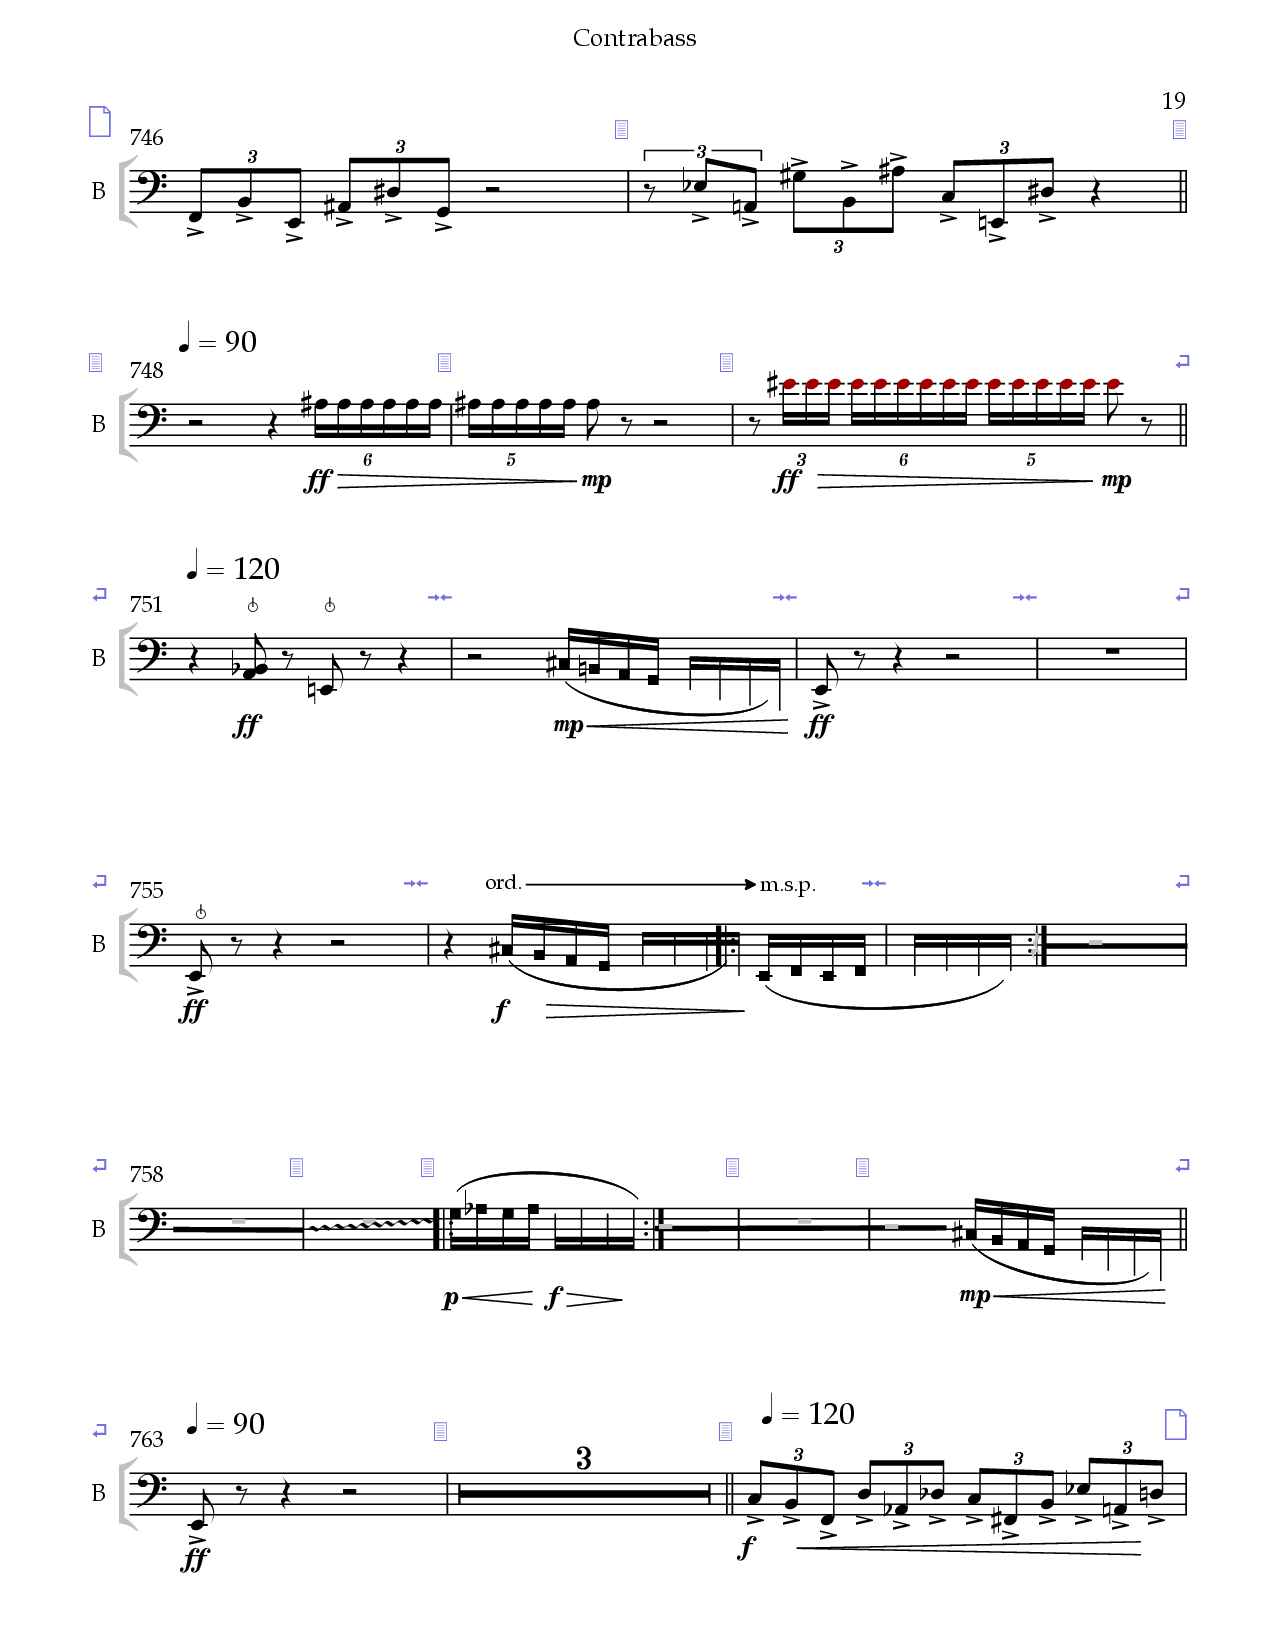 Contrabass
19
746
B
3 3 3 3 3
♩ = 90
748
B
6 5 3 6 5
ff mp ff mp
♩ = 120
751
B
ff mp ff
ord. m.s.p.
755
B
ff f
758
B
p f mp
♩ = 90 ♩ = 120
763
3 3 3 3 3
B
ff f